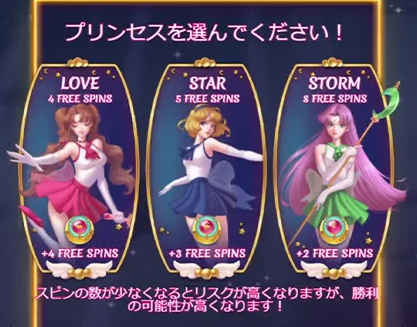 プリンセスを選んでください！
LOVE
4 FREE SPINS
STAR
5 FREE SPINS
STORM
8 FREE SPINS
+4 FREE SPINS
+3 FREE SPINS
+2 FREE SPINS
スピンの数が少なくなるとリスクが高くなりますが、勝利
の可能性が高くなります！